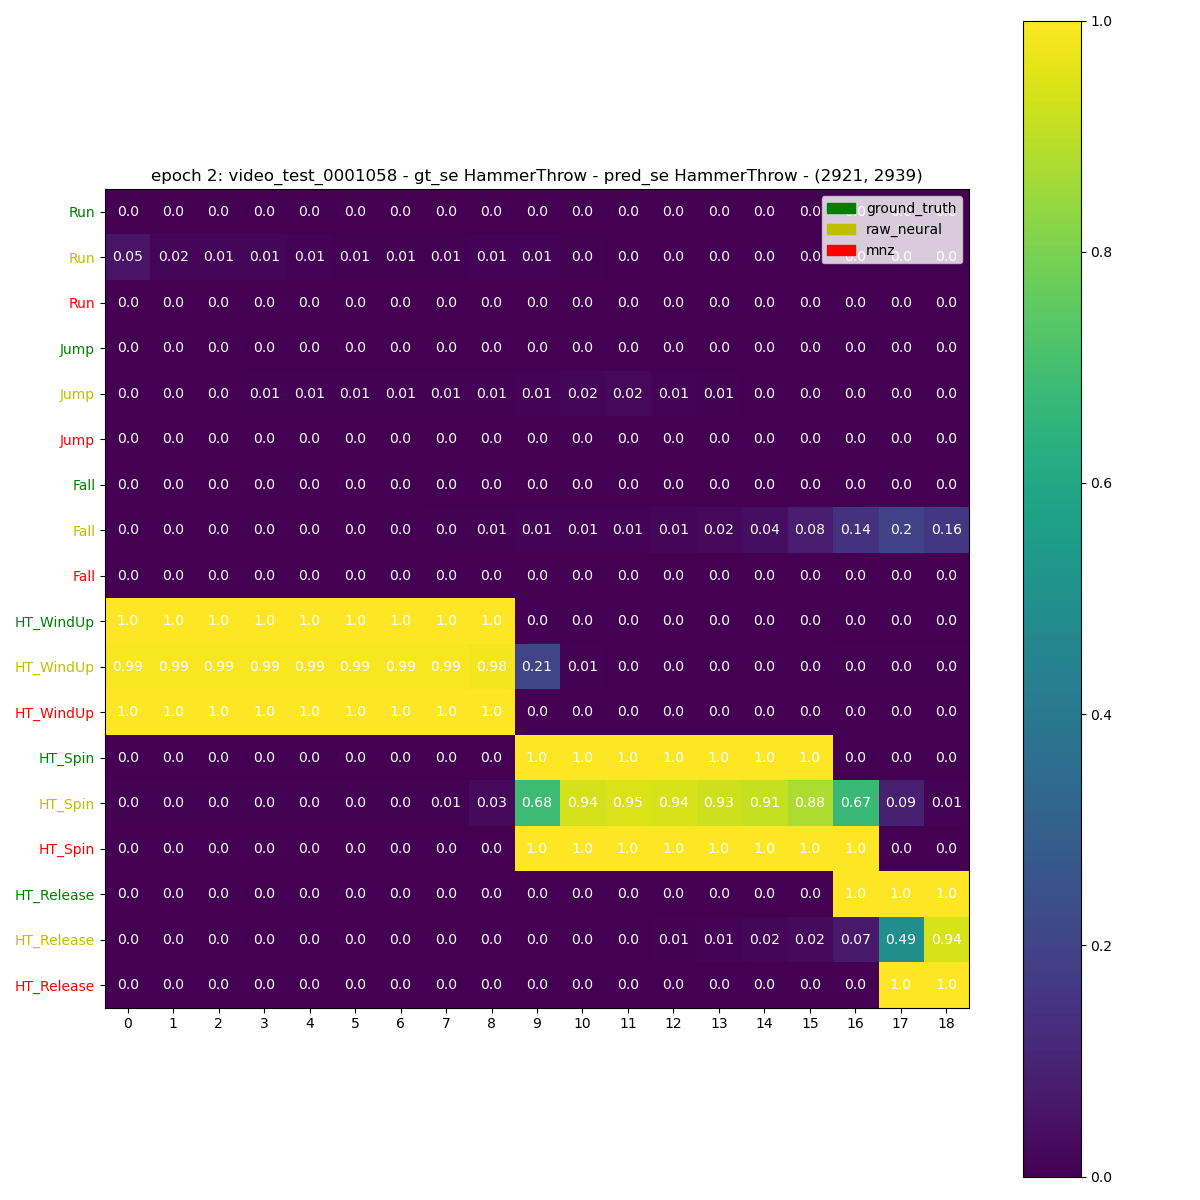 epoch 2: video_test_0001058 - gt_se HammerThrow - pred_se HammerThrow - (2921, 2939)
ground_truth
raw_neural
mnz
Run 0.0 0.0 0.0 0.0 0.0 0.0 0.0 0.0 0.0 0.0 0.0 0.0 0.0 0.0 0.0 0.0 0.0 0.0 0.0
Run 0.05 0.02 0.01 0.01 0.01 0.01 0.01 0.01 0.01 0.01 0.0 0.0 0.0 0.0 0.0 0.0 0.0 0.0 0.0
Run 0.0 0.0 0.0 0.0 0.0 0.0 0.0 0.0 0.0 0.0 0.0 0.0 0.0 0.0 0.0 0.0 0.0 0.0 0.0
Jump 0.0 0.0 0.0 0.0 0.0 0.0 0.0 0.0 0.0 0.0 0.0 0.0 0.0 0.0 0.0 0.0 0.0 0.0 0.0
Jump 0.0 0.0 0.0 0.01 0.01 0.01 0.01 0.01 0.01 0.01 0.02 0.02 0.01 0.01 0.0 0.0 0.0 0.0 0.0
Jump 0.0 0.0 0.0 0.0 0.0 0.0 0.0 0.0 0.0 0.0 0.0 0.0 0.0 0.0 0.0 0.0 0.0 0.0 0.0
Fall 0.0 0.0 0.0 0.0 0.0 0.0 0.0 0.0 0.0 0.0 0.0 0.0 0.0 0.0 0.0 0.0 0.0 0.0 0.0
Fall 0.0 0.0 0.0 0.0 0.0 0.0 0.0 0.0 0.01 0.01 0.01 0.01 0.01 0.02 0.04 0.08 0.14 0.2 0.16
Fall 0.0 0.0 0.0 0.0 0.0 0.0 0.0 0.0 0.0 0.0 0.0 0.0 0.0 0.0 0.0 0.0 0.0 0.0 0.0
HT_WindUp 1.0 1.0 1.0 1.0 1.0 1.0 1.0 1.0 1.0 0.0 0.0 0.0 0.0 0.0 0.0 0.0 0.0 0.0 0.0
HT_WindUp 0.99 0.99 0.99 0.99 0.99 0.99 0.99 0.99 0.98 0.21 0.01 0.0 0.0 0.0 0.0 0.0 0.0 0.0 0.0
HT_WindUp 1.0 1.0 1.0 1.0 1.0 1.0 1.0 1.0 1.0 0.0 0.0 0.0 0.0 0.0 0.0 0.0 0.0 0.0 0.0
HT_Spin 0.0 0.0 0.0 0.0 0.0 0.0 0.0 0.0 0.0 1.0 1.0 1.0 1.0 1.0 1.0 1.0 0.0 0.0 0.0
HT_Spin 0.0 0.0 0.0 0.0 0.0 0.0 0.0 0.01 0.03 0.68 0.94 0.95 0.94 0.93 0.91 0.88 0.67 0.09 0.01
HT_Spin 0.0 0.0 0.0 0.0 0.0 0.0 0.0 0.0 0.0 1.0 1.0 1.0 1.0 1.0 1.0 1.0 1.0 0.0 0.0
HT_Release 0.0 0.0 0.0 0.0 0.0 0.0 0.0 0.0 0.0 0.0 0.0 0.0 0.0 0.0 0.0 0.0 1.0 1.0 1.0
HT_Release 0.0 0.0 0.0 0.0 0.0 0.0 0.0 0.0 0.0 0.0 0.0 0.0 0.01 0.01 0.02 0.02 0.07 0.49 0.94
HT_Release 0.0 0.0 0.0 0.0 0.0 0.0 0.0 0.0 0.0 0.0 0.0 0.0 0.0 0.0 0.0 0.0 0.0 1.0 1.0
0 1 2 3 4 5 6 7 8 9 10 11 12 13 14 15 16 17 18
1.0
0.8
0.6
0.4
0.2
0.0